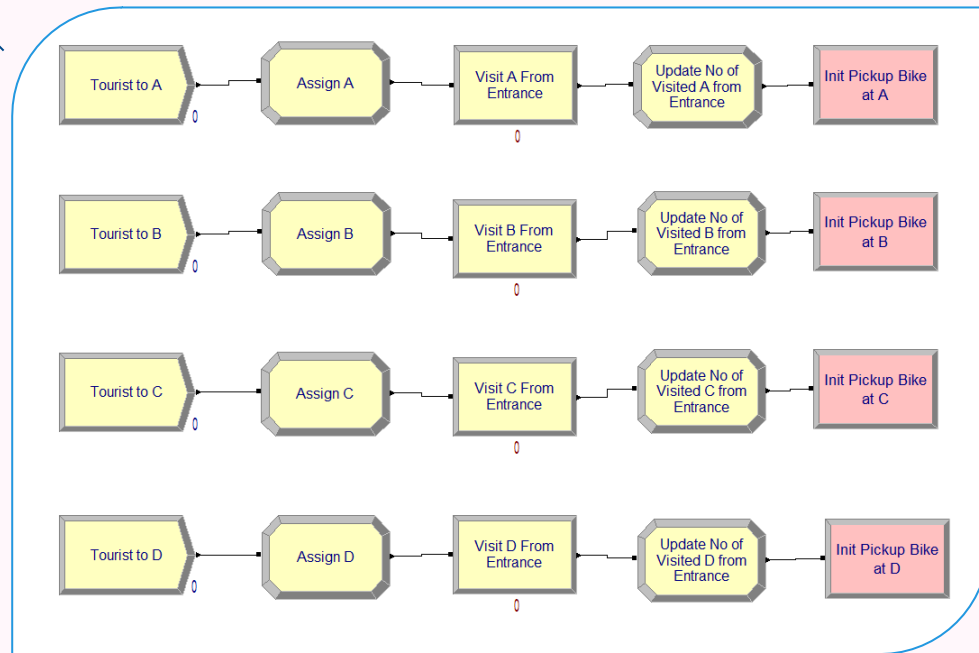 Tourist to A
0
Assign A
Visit A From
Entrance
0
Update No of
Visited A from
Entrance
Init Pickup Bike
at A
Tourist to B
0
Assign B
Visit B From
Entrance
0
Update No of
Visited B from
Entrance
Init Pickup Bike
at B
Tourist to C
0
Assign C
Visit C From
Entrance
0
Update No of
Visited C from
Entrance
Init Pickup Bike
at C
Tourist to D
0
Assign D
Visit D From
Entrance
0
Update No of
Visited D from
Entrance
Init Pickup Bike
at D